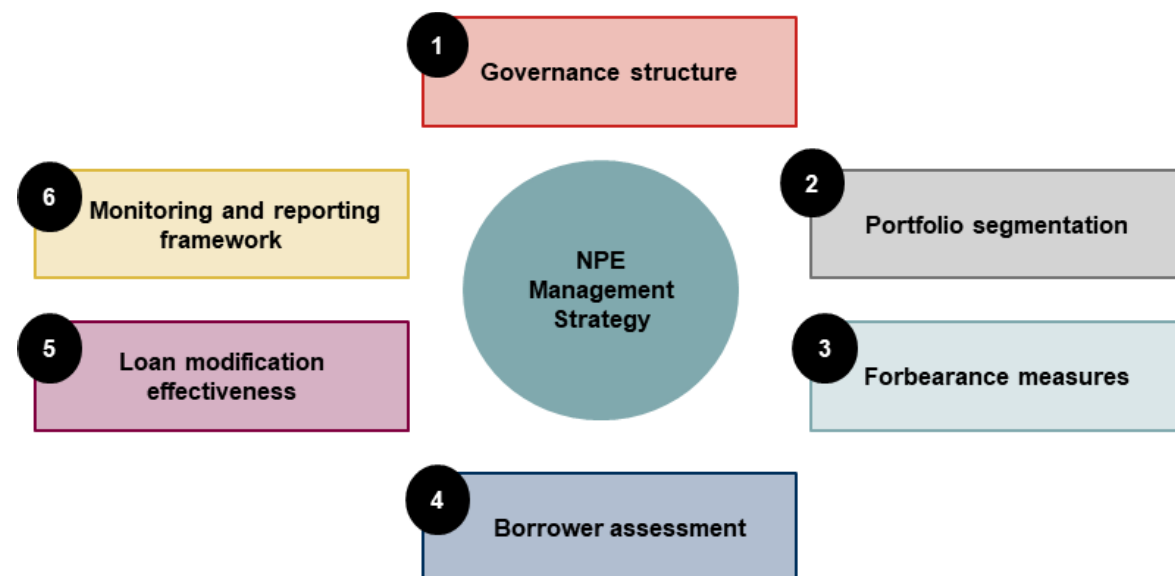 1
Governance structure
2
Portfolio segmentation
3
Forbearance measures
4
Borrower assessment
5
Loan modification
effectiveness
6
Monitoring and reporting
framework
NPE
Management
Strategy